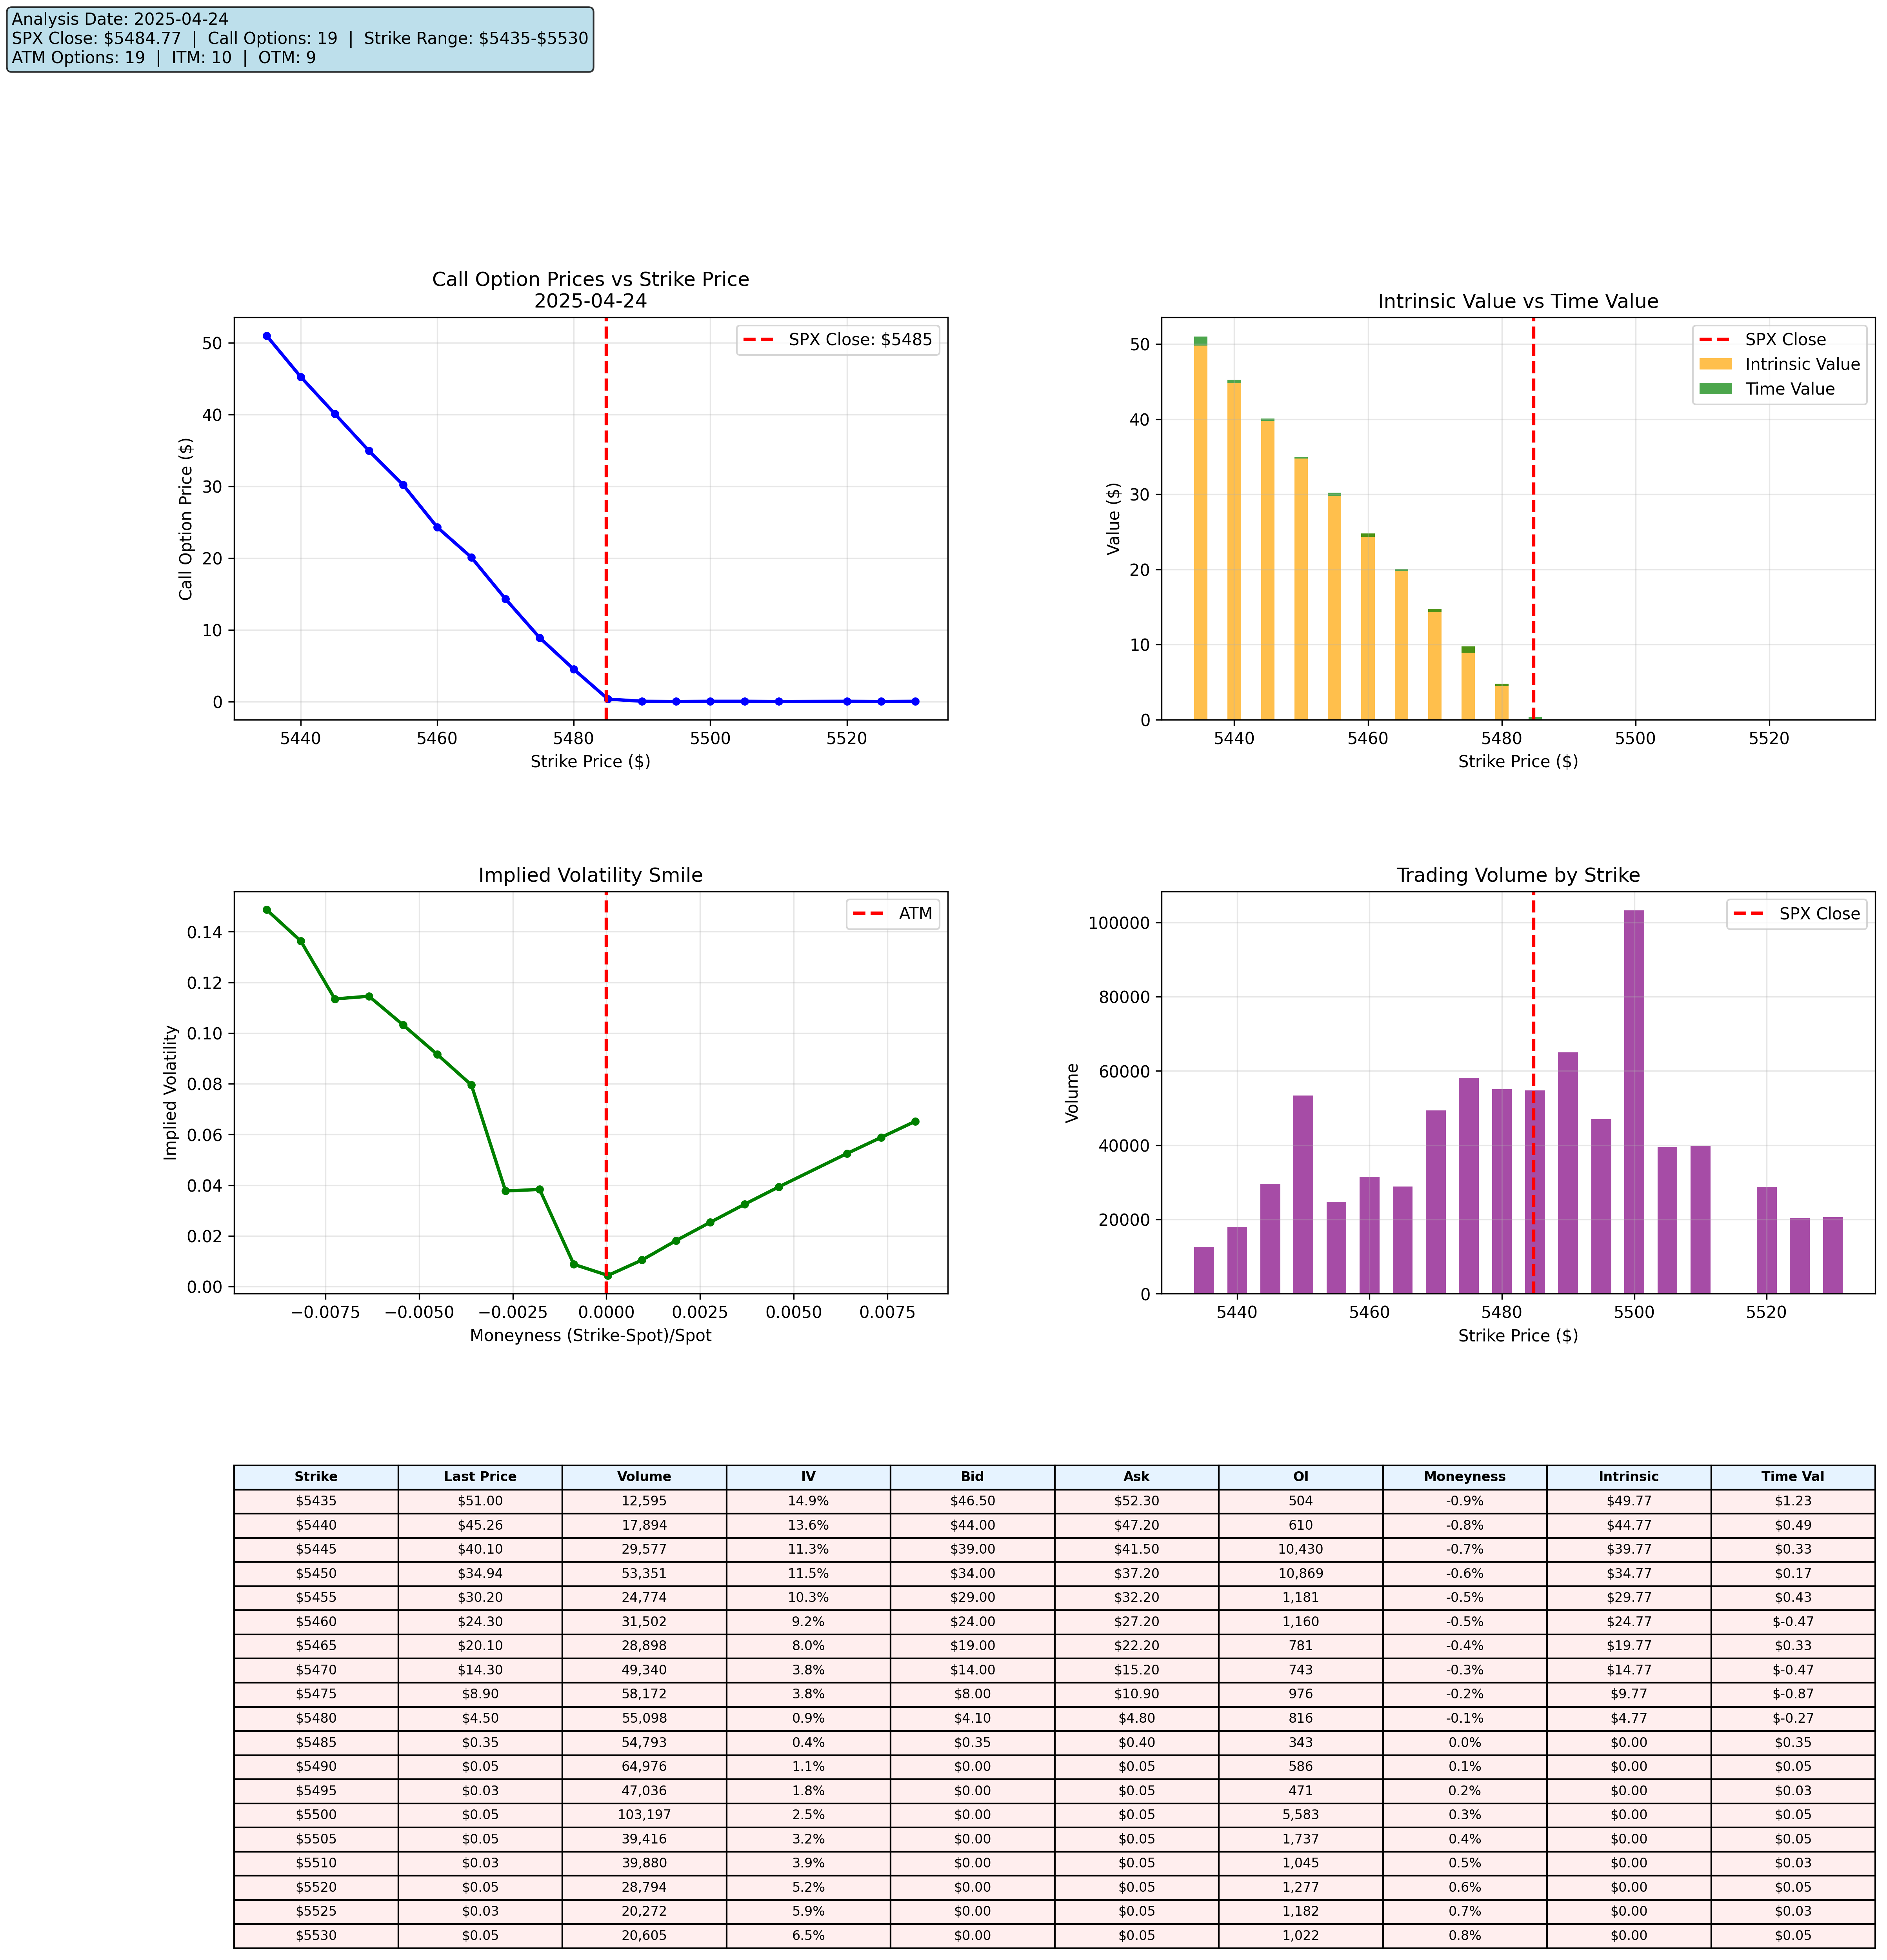 Analysis Date: 2025-04-24
SPX Close: $5484.77 | Call Options: 19 | Strike Range: $5435-$5530
ATM Options: 19 | ITM: 10 | OTM: 9
Call Option Prices vs Strike Price
2025-04-24
SPX Close: $5485
Call Option Price ($)
50
40
30
20
10
0
5440 5460 5480 5500 5520
Strike Price ($)
Intrinsic Value vs Time Value
SPX Close
Intrinsic Value
Time Value
Value ($)
50
40
30
20
10
0
5440 5460 5480 5500 5520
Strike Price ($)
Implied Volatility Smile
ATM
Implied Volatility
0.14
0.12
0.10
0.08
0.06
0.04
0.02
0.00
−0.0075 −0.0050 −0.0025 0.0000 0.0025 0.0050 0.0075
Moneyness (Strike-Spot)/Spot
Trading Volume by Strike
SPX Close
Volume
100000
80000
60000
40000
20000
0
5440 5460 5480 5500 5520
Strike Price ($)
Strike Last Price Volume IV Bid Ask OI Moneyness Intrinsic Time Val
$5435 $51.00 12,595 14.9% $46.50 $52.30 504 -0.9% $49.77 $1.23
$5440 $45.26 17,894 13.6% $44.00 $47.20 610 -0.8% $44.77 $0.49
$5445 $40.10 29,577 11.3% $39.00 $41.50 10,430 -0.7% $39.77 $0.33
$5450 $34.94 53,351 11.5% $34.00 $37.20 10,869 -0.6% $34.77 $0.17
$5455 $30.20 24,774 10.3% $29.00 $32.20 1,181 -0.5% $29.77 $0.43
$5460 $24.30 31,502 9.2% $24.00 $27.20 1,160 -0.5% $24.77 $-0.47
$5465 $20.10 28,898 8.0% $19.00 $22.20 781 -0.4% $19.77 $0.33
$5470 $14.30 49,340 3.8% $14.00 $15.20 743 -0.3% $14.77 $-0.47
$5475 $8.90 58,172 3.8% $8.00 $10.90 976 -0.2% $9.77 $-0.87
$5480 $4.50 55,098 0.9% $4.10 $4.80 816 -0.1% $4.77 $-0.27
$5485 $0.35 54,793 0.4% $0.35 $0.40 343 0.0% $0.00 $0.35
$5490 $0.05 64,976 1.1% $0.00 $0.05 586 0.1% $0.00 $0.05
$5495 $0.03 47,036 1.8% $0.00 $0.05 471 0.2% $0.00 $0.03
$5500 $0.05 103,197 2.5% $0.00 $0.05 5,583 0.3% $0.00 $0.05
$5505 $0.05 39,416 3.2% $0.00 $0.05 1,737 0.4% $0.00 $0.05
$5510 $0.03 39,880 3.9% $0.00 $0.05 1,045 0.5% $0.00 $0.03
$5520 $0.05 28,794 5.2% $0.00 $0.05 1,277 0.6% $0.00 $0.05
$5525 $0.03 20,272 5.9% $0.00 $0.05 1,182 0.7% $0.00 $0.03
$5530 $0.05 20,605 6.5% $0.00 $0.05 1,022 0.8% $0.00 $0.05